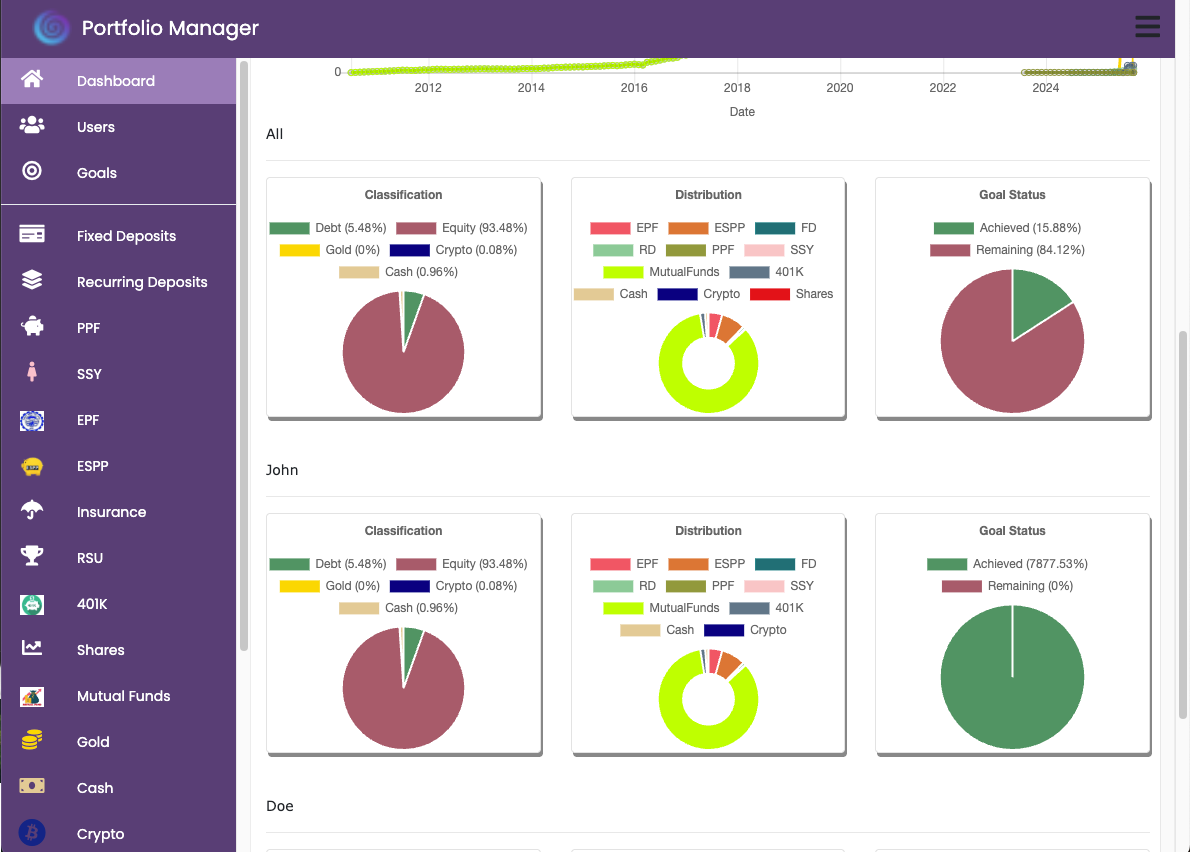 Portfolio Manager
Dashboard
Users
Goals
Fixed Deposits
Recurring Deposits
PPF
SSY
EPF
ESPP
Insurance
RSU
401K
Shares
Mutual Funds
Gold
Cash
Crypto
0
2012 2014 2016 2018 2020 2022 2024
Date
All
Classification
Debt (5.48%) Equity (93.48%)
Gold (0%) Crypto (0.08%)
Cash (0.96%)
Distribution
EPF ESPP FD
RD PPF SSY
MutualFunds 401K
Cash Crypto Shares
Goal Status
Achieved (15.88%)
Remaining (84.12%)
John
Classification
Debt (5.48%) Equity (93.48%)
Gold (0%) Crypto (0.08%)
Cash (0.96%)
Distribution
EPF ESPP FD
RD PPF SSY
MutualFunds 401K
Cash Crypto
Goal Status
Achieved (7877.53%)
Remaining (0%)
Doe